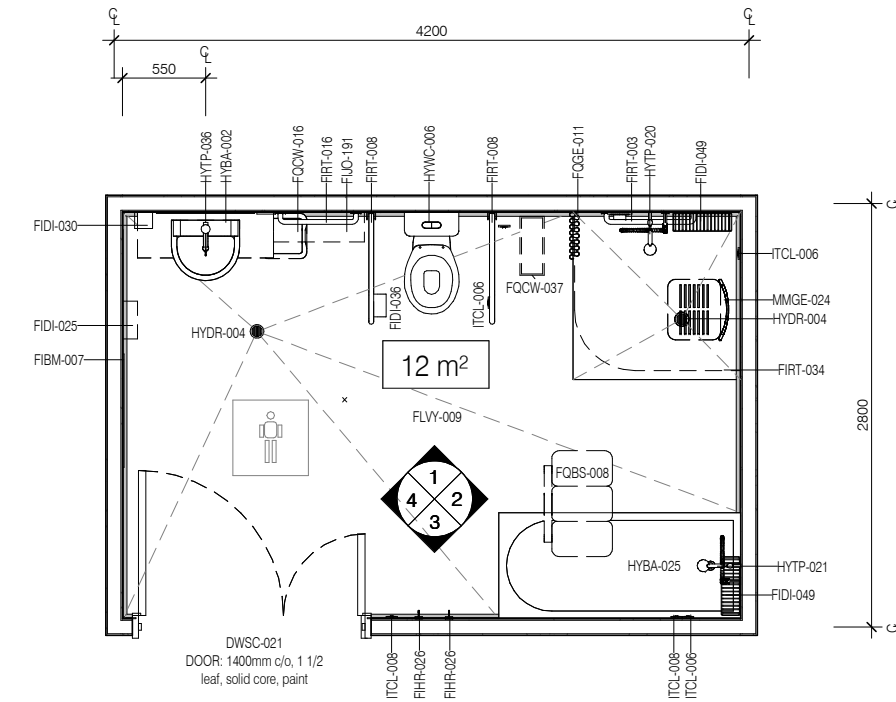 ℄
℄
4200
℄
550
HYTP-036
HYBA-002
FQCW-016
FIRT-016
FIJO-191
FIRT-008
HYWC-006
FIRT-008
FQGE-011
FIRT-003
HYTP-020
FIDI-049
℄
FIDI-030
ITCL-006
FQCW-037
MMGE-024
FIDI-025
FIDI-036
ITCL-006
HYDR-004
HYDR-004
FIBM-007
12 m²
FIRT-034
FLVY-009
2800
1
4
2
3
FQBS-008
HYBA-025
HYTP-021
FIDI-049
℄
DWSC-021
DOOR: 1400mm c/o, 1 1/2
leaf, solid core, paint
ITCL-008
FIHR-026
FIHR-026
ITCL-008
ITCL-006